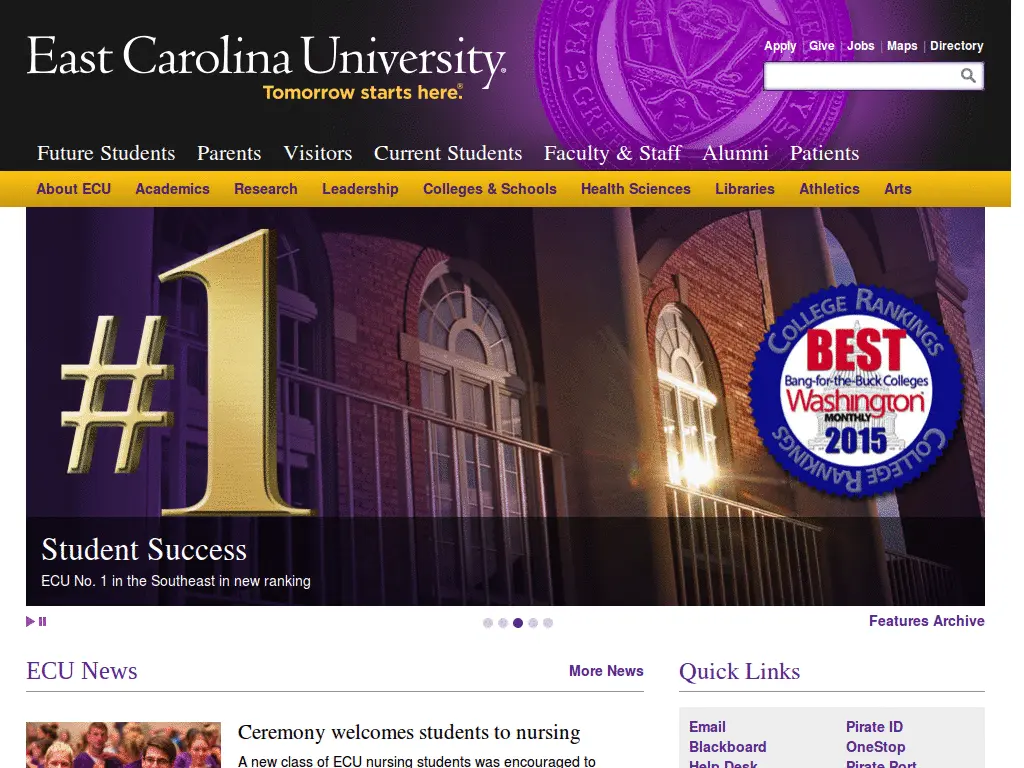 East Carolina University®
Tomorrow starts here.®
Apply | Give | Jobs | Maps | Directory
Future Students Parents Visitors Current Students Faculty & Staff Alumni Patients
About ECU Academics Research Leadership Colleges & Schools Health Sciences Libraries Athletics Arts
#1
COLLEGE RANKINGS
BEST
Bang-for-the-Buck Colleges
Washington
MONTHLY
2015
COLLEGE RANKINGS
Student Success
ECU No. 1 in the Southeast in new ranking
Features Archive
ECU News
More News
Quick Links
Ceremony welcomes students to nursing
A new class of ECU nursing students was encouraged to
Email
Pirate ID
Blackboard
OneStop
Help Desk
Pirate Port